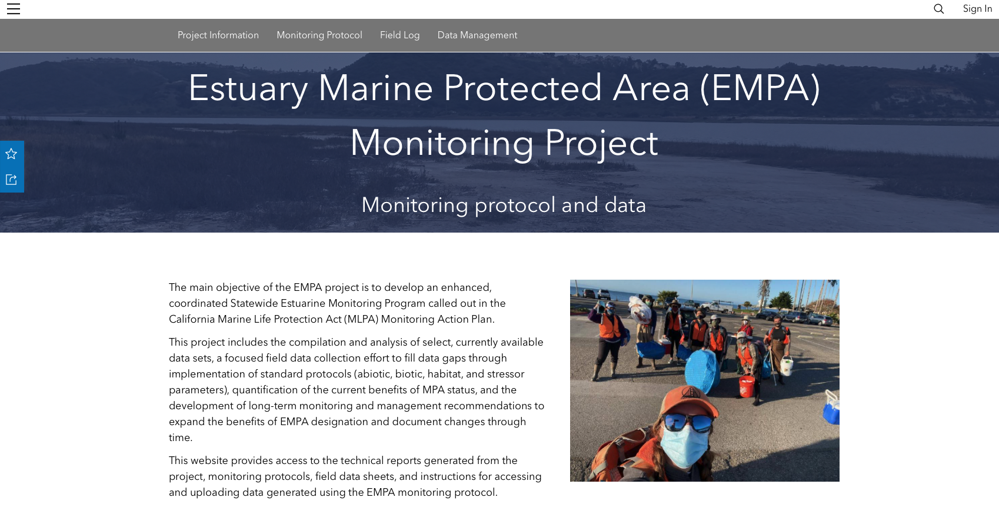 Sign In
Project Information
Monitoring Protocol
Field Log
Data Management
Estuary Marine Protected Area (EMPA)
Monitoring Project
Monitoring protocol and data
The main objective of the EMPA project is to develop an enhanced,
coordinated Statewide Estuarine Monitoring Program called out in the
California Marine Life Protection Act (MLPA) Monitoring Action Plan.
This project includes the compilation and analysis of select, currently available
data sets, a focused field data collection effort to fill data gaps through
implementation of standard protocols (abiotic, biotic, habitat, and stressor
parameters), quantification of the current benefits of MPA status, and the
development of long-term monitoring and management recommendations to
expand the benefits of EMPA designation and document changes through
time.
This website provides access to the technical reports generated from the
project, monitoring protocols, field data sheets, and instructions for accessing
and uploading data generated using the EMPA monitoring protocol.